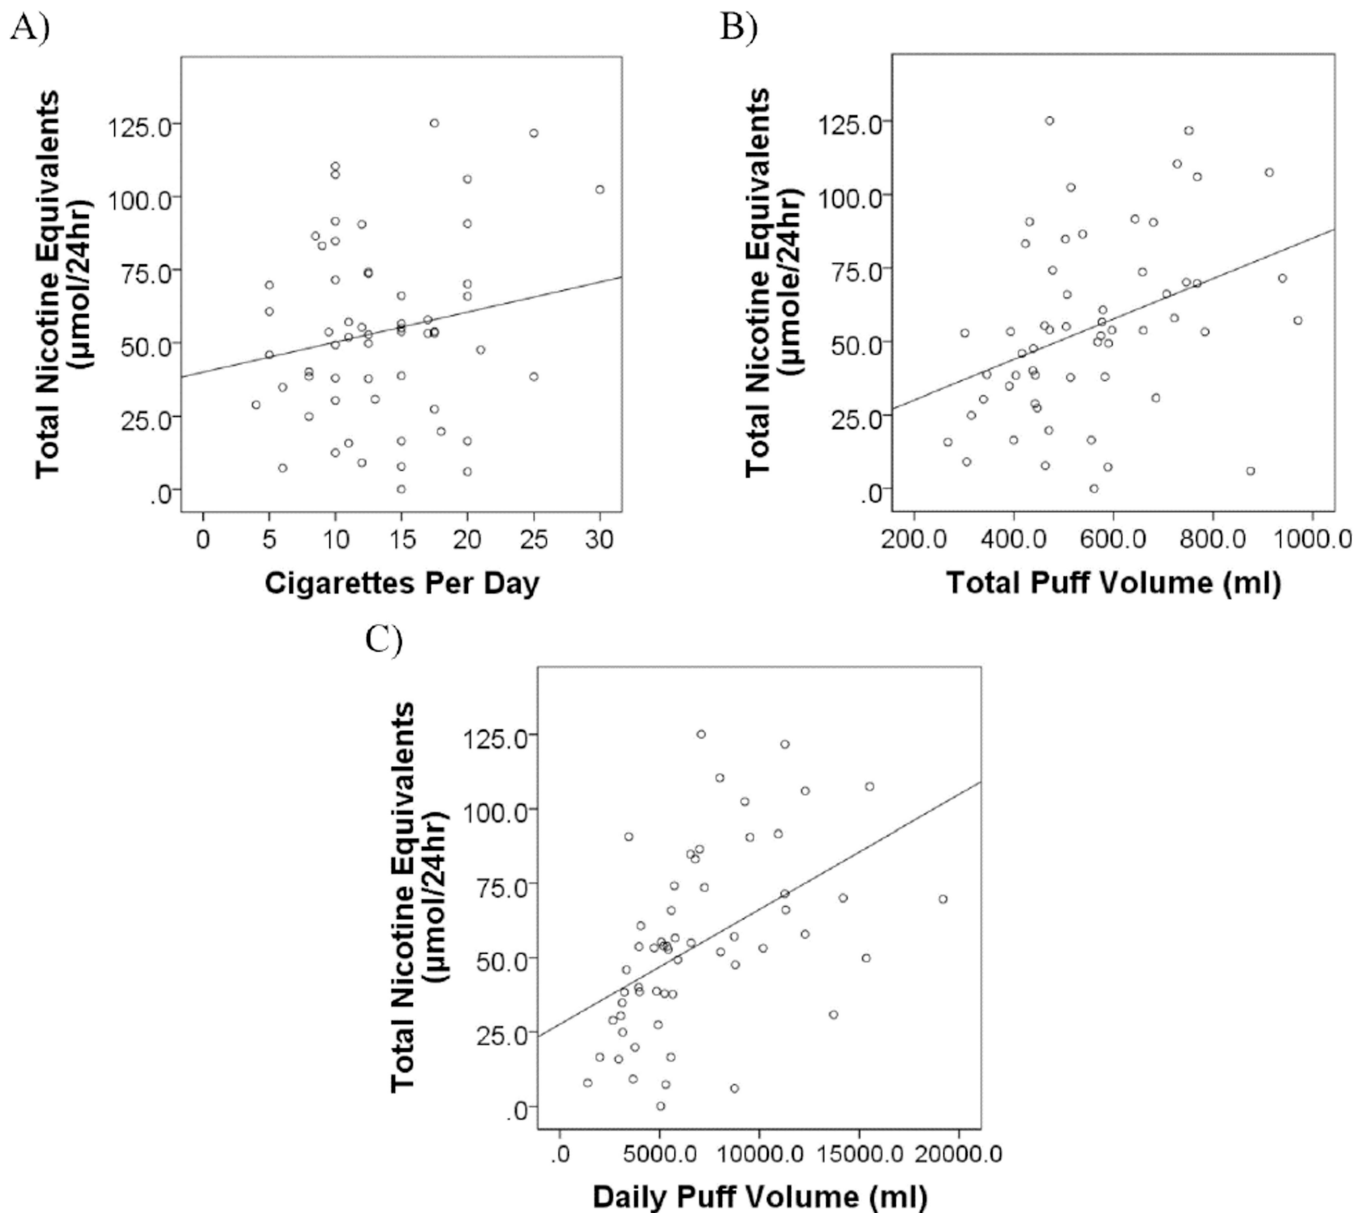 A)
Total Nicotine Equivalents
(µmol/24hr)
125.0
100.0
75.0
50.0
25.0
.0
0 5 10 15 20 25 30
Cigarettes Per Day
B)
Total Nicotine Equivalents
(µmole/24hr)
125.0
100.0
75.0
50.0
25.0
.0
200.0 400.0 600.0 800.0 1000.0
Total Puff Volume (ml)
C)
Total Nicotine Equivalents
(µmol/24hr)
125.0
100.0
75.0
50.0
25.0
.0
.0 5000.0 10000.0 15000.0 20000.0
Daily Puff Volume (ml)